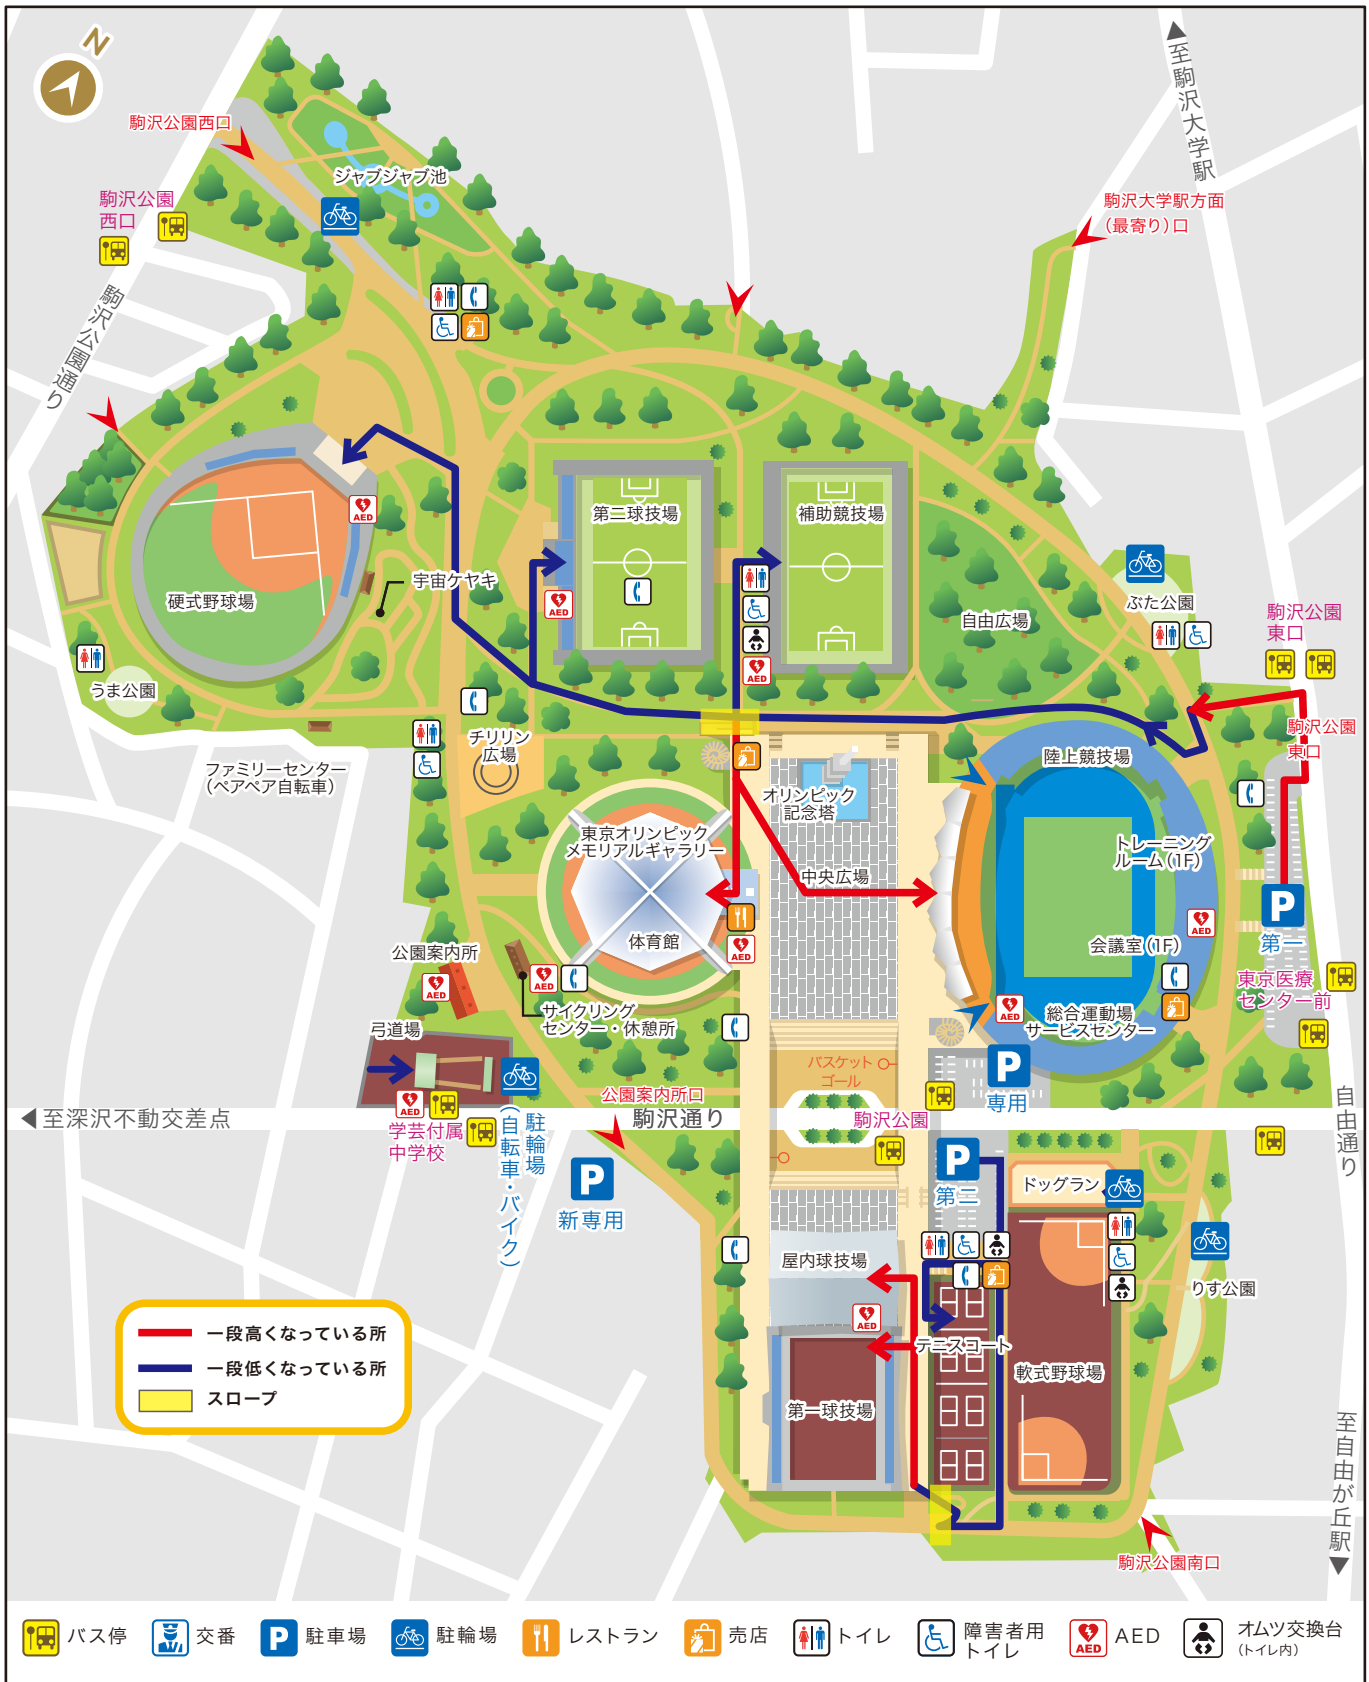 N
駒沢公園西口
ジャブジャブ池
駒沢公園
西口
▲至駒沢大学駅
駒沢大学駅方面
（最寄り）口
駒沢公園通り
第二球技場
補助競技場
AED
硬式野球場
宇宙ケヤキ
AED
AED
自由広場
ぶた公園
駒沢公園
東口
うま公園
チリリン
広場
駒沢公園
東口
ファミリーセンター
（ペアペア自転車）
陸上競技場
オリンピック
記念塔
東京オリンピック
メモリアルギャラリー
トレーニング
ルーム（1F）
中央広場
P
第一
体育館
AED
AED
会議室（1F）
公園案内所
AED
AED
東京医療
センター前
サイクリング
センター・休憩所
AED
総合運動場
サービスセンター
弓道場
バスケット
ゴール
P
専用
AED
公園案内所口
◀至深沢不動交差点
駒沢通り
駒沢公園
学芸付属
中学校
駐輪場
（自転車・バイク）
自由通り
P
新専用
P
第二
ドッグラン
屋内球技場
りす公園
AED
テニスコート
軟式野球場
第一球技場
一段高くなっている所
一段低くなっている所
スロープ
至自由が丘駅▼
駒沢公園南口
バス停
交番
P
駐車場
駐輪場
レストラン
売店
トイレ
障害者用
トイレ
AED
AED
オムツ交換台
（トイレ内）